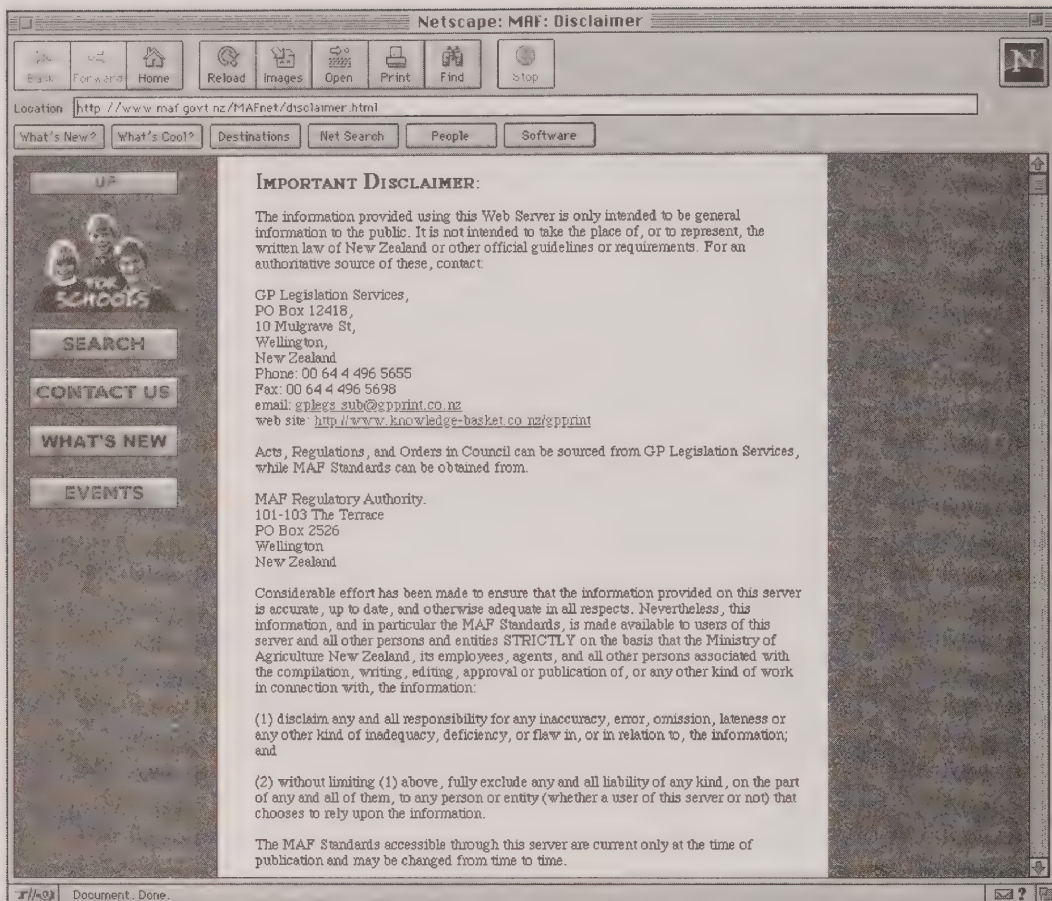 Netscape: MAF: Disclaimer
Back
Forward
Home
Reload
Images
Open
Print
Find
Stop
N
Location
http://www.maf.govt.nz/MAFnet/disclaimer.html
What's New?
What's Cool?
Destinations
Net Search
People
Software
UP
FOR
SCHOOLS
SEARCH
CONTACT US
WHAT'S NEW
EVENTS
IMPORTANT DISCLAIMER:
The information provided using this Web Server is only intended to be general
information to the public. It is not intended to take the place of, or to represent, the
written law of New Zealand or other official guidelines or requirements. For an
authoritative source of these, contact:
GP Legislation Services,
PO Box 12418,
10 Mulgrave St,
Wellington,
New Zealand
Phone: 00 64 4 496 5655
Fax: 00 64 4 496 5698
email: gplegs_sub@gpprint.co.nz
web site: http://www.knowledge-basket.co.nz/gpprint
Acts, Regulations, and Orders in Council can be sourced from GP Legislation Services,
while MAF Standards can be obtained from.
MAF Regulatory Authority.
101-103 The Terrace
PO Box 2526
Wellington
New Zealand
Considerable effort has been made to ensure that the information provided on this server
is accurate, up to date, and otherwise adequate in all respects. Nevertheless, this
information, and in particular the MAF Standards, is made available to users of this
server and all other persons and entities STRICTLY on the basis that the Ministry of
Agriculture New Zealand, its employees, agents, and all other persons associated with
the compilation, writing, editing, approval or publication of, or any other kind of work
in connection with, the information:
(1) disclaim any and all responsibility for any inaccuracy, error, omission, lateness or
any other kind of inadequacy, deficiency, or flaw in, or in relation to, the information;
and
(2) without limiting (1) above, fully exclude any and all liability of any kind, on the part
of any and all of them, to any person or entity (whether a user of this server or not) that
chooses to rely upon the information.
The MAF Standards accessible through this server are current only at the time of
publication and may be changed from time to time.
Document. Done.
?